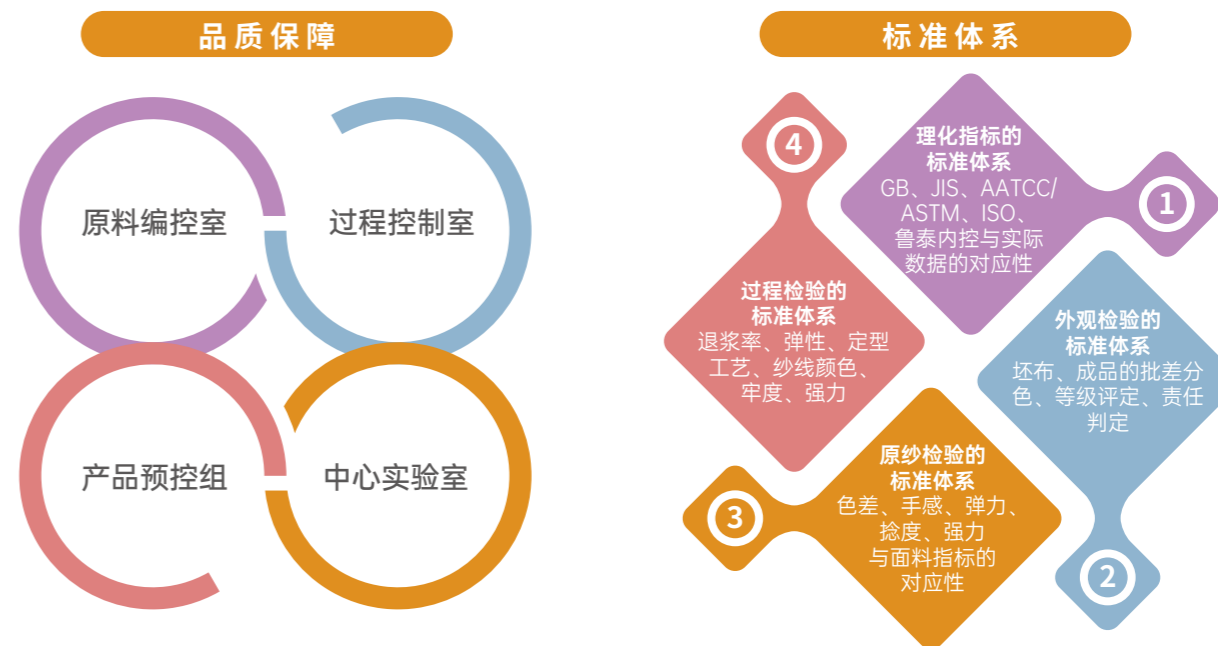 品质保障
原料编控室
过程控制室
产品预控组
中心实验室
标准体系
1
理化指标的
标准体系
GB、JIS、AATCC/
ASTM、ISO、
鲁泰内控与实际
数据的对应性
2
外观检验的
标准体系
坯布、成品的批差分
色、等级评定、责任
判定
3
原纱检验的
标准体系
色差、手感、弹力、
捻度、强力
与面料指标的
对应性
4
过程检验的
标准体系
退浆率、弹性、定型
工艺、纱线颜色、
牢度、强力